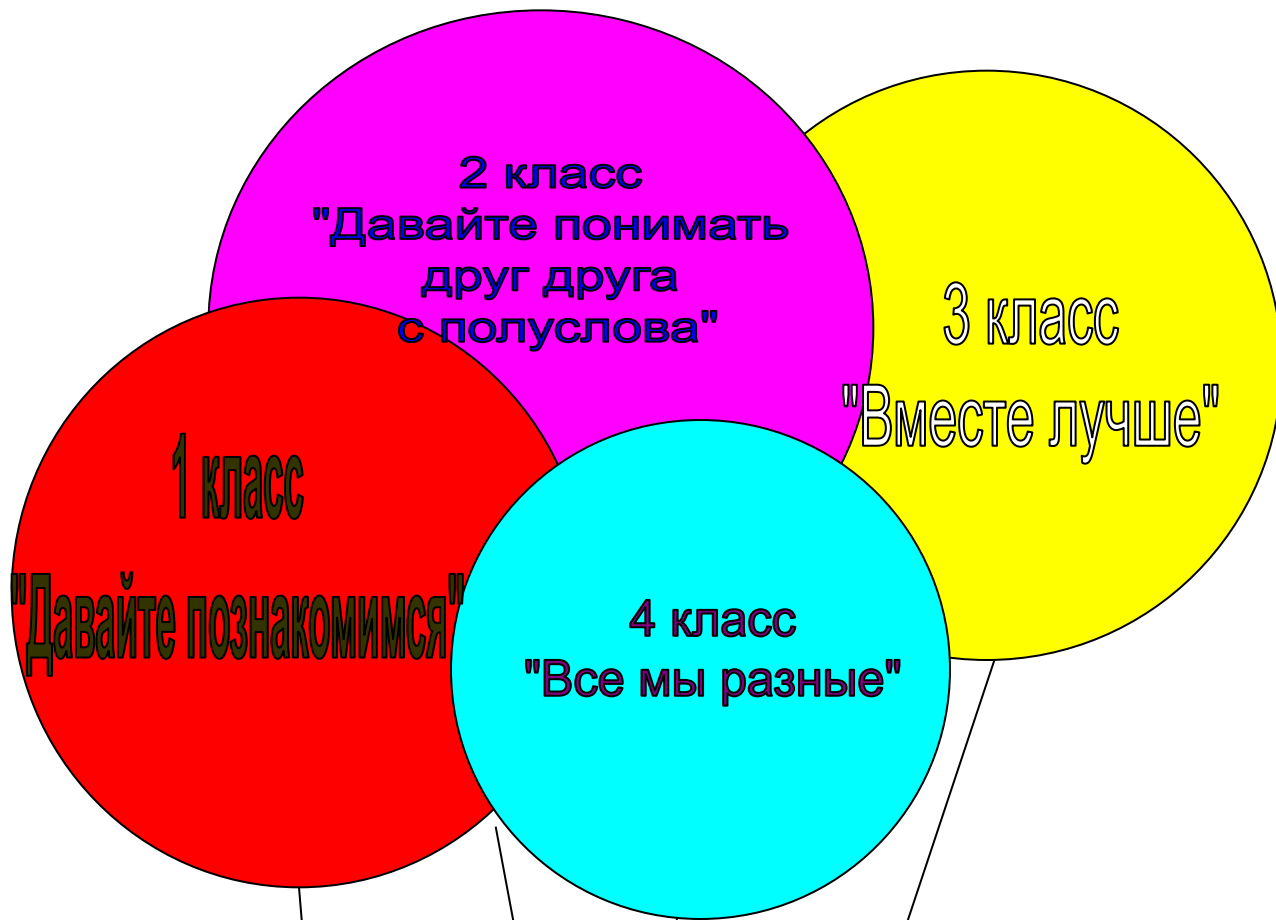 1 класс
"Давайте познакомимся"
2 класс
"Давайте понимать
друг друга
с полуслова"
3 класс
"Вместе лучше"
4 класс
"Все мы разные"